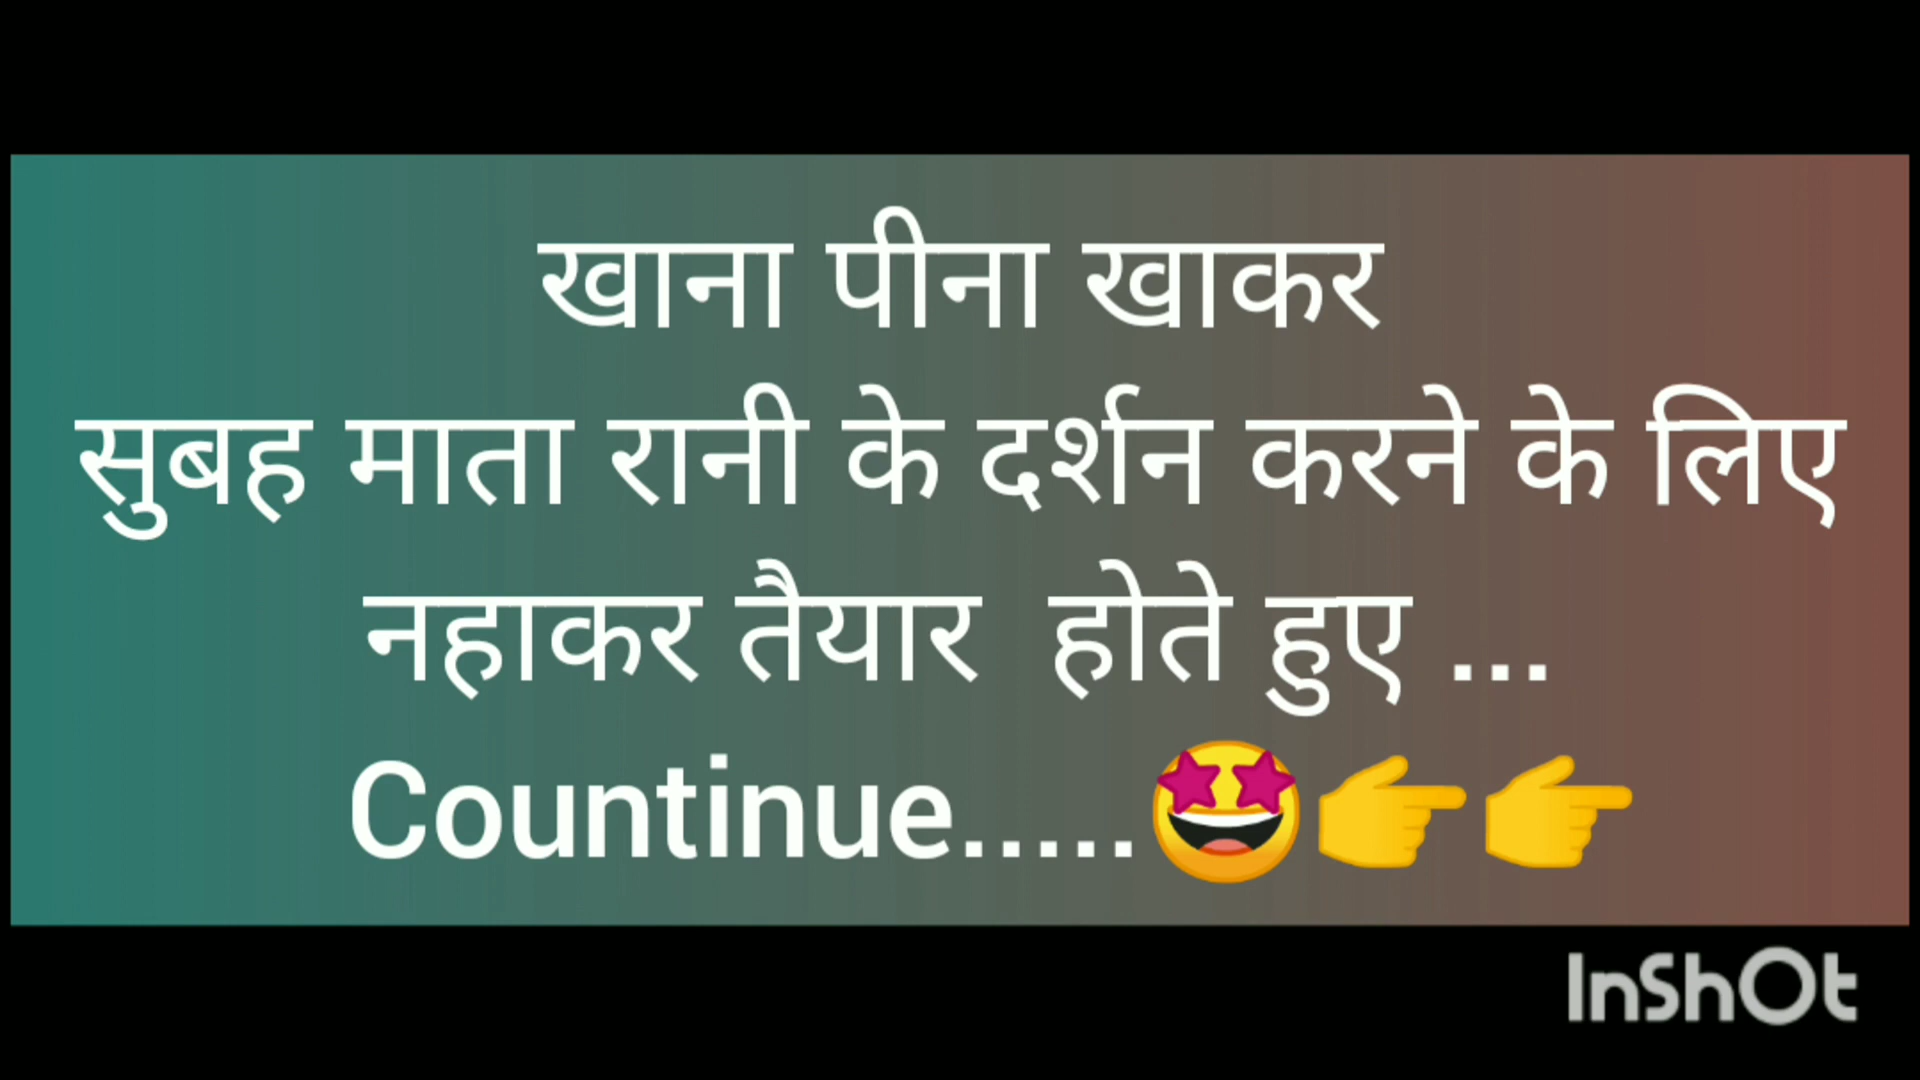 खाना पीना खाकर
सुबह माता रानी के दर्शन करने के लिए
नहाकर तैयार होते हुए ...
Countinue.....🤩👉👉
InShOt